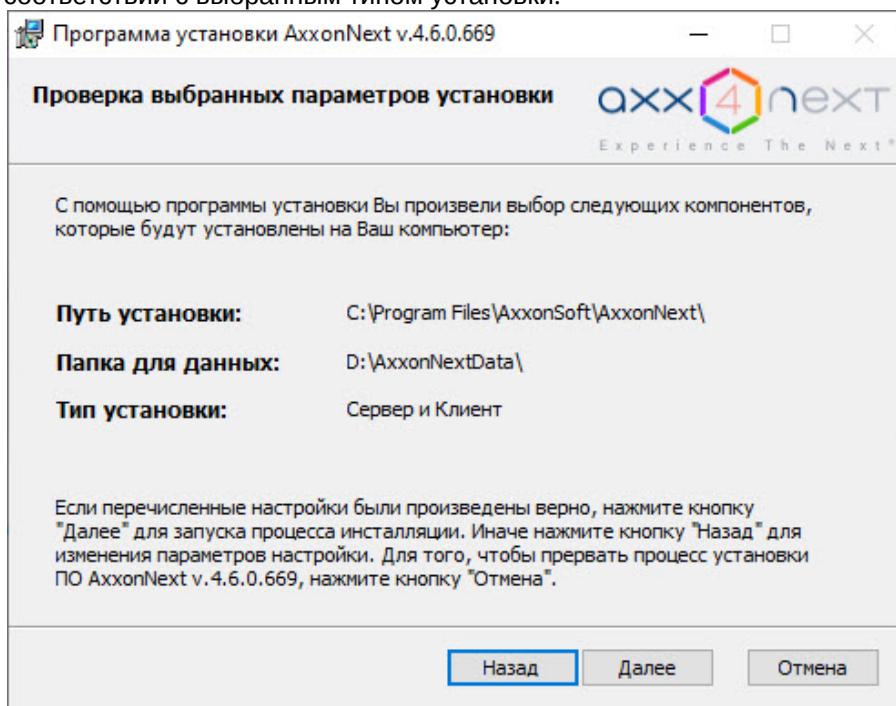 соответствии с выбранным типом установки.
Программа установки AxxonNext v.4.6.0.669
Проверка выбранных параметров установки
axx4next
Experience The Next®
С помощью программы установки Вы произвели выбор следующих компонентов,
которые будут установлены на Ваш компьютер:
Путь установки: C:\Program Files\AxxonSoft\AxxonNext\
Папка для данных: D:\AxxonNextData\
Тип установки: Сервер и Клиент
Если перечисленные настройки были произведены верно, нажмите кнопку
"Далее" для запуска процесса инсталляции. Иначе нажмите кнопку "Назад" для
изменения параметров настройки. Для того, чтобы прервать процесс установки
ПО AxxonNext v.4.6.0.669, нажмите кнопку "Отмена".
Назад Далее Отмена